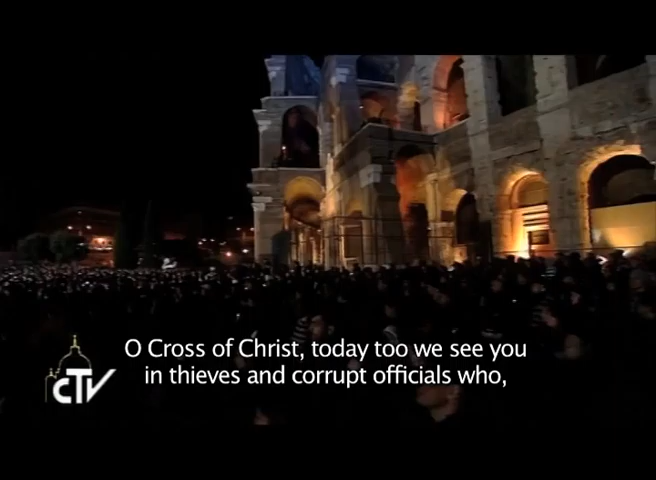 O Cross of Christ, today too we see you
in thieves and corrupt officials who,
CTV